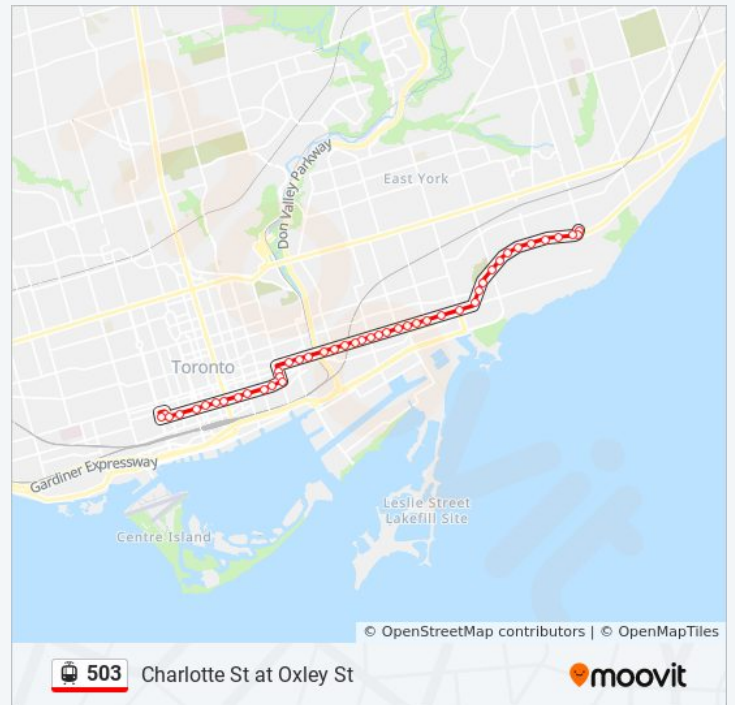 Don Valley Parkway
East York
Toronto
Gardiner Expressway
Centre Island
Leslie Street
Lakefill Site
© OpenStreetMap contributors | © OpenMapTiles
503 Charlotte St at Oxley St
moovit